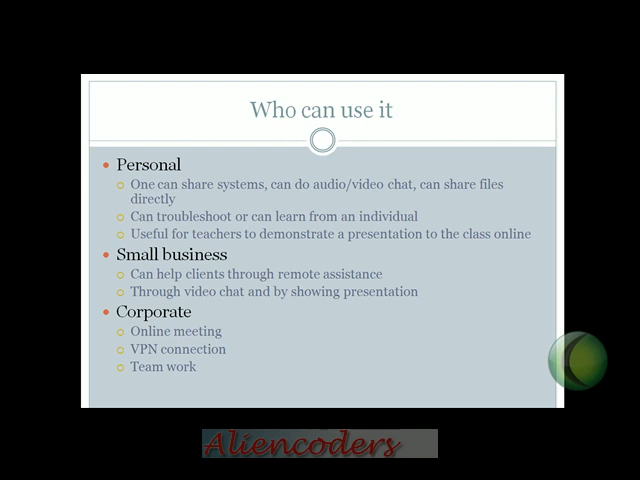 Who can use it
Personal
One can share systems, can do audio/video chat, can share files
directly
Can troubleshoot or can learn from an individual
Useful for teachers to demonstrate a presentation to the class online
Small business
Can help clients through remote assistance
Through video chat and by showing presentation
Corporate
Online meeting
VPN connection
Team work
Aliencoders